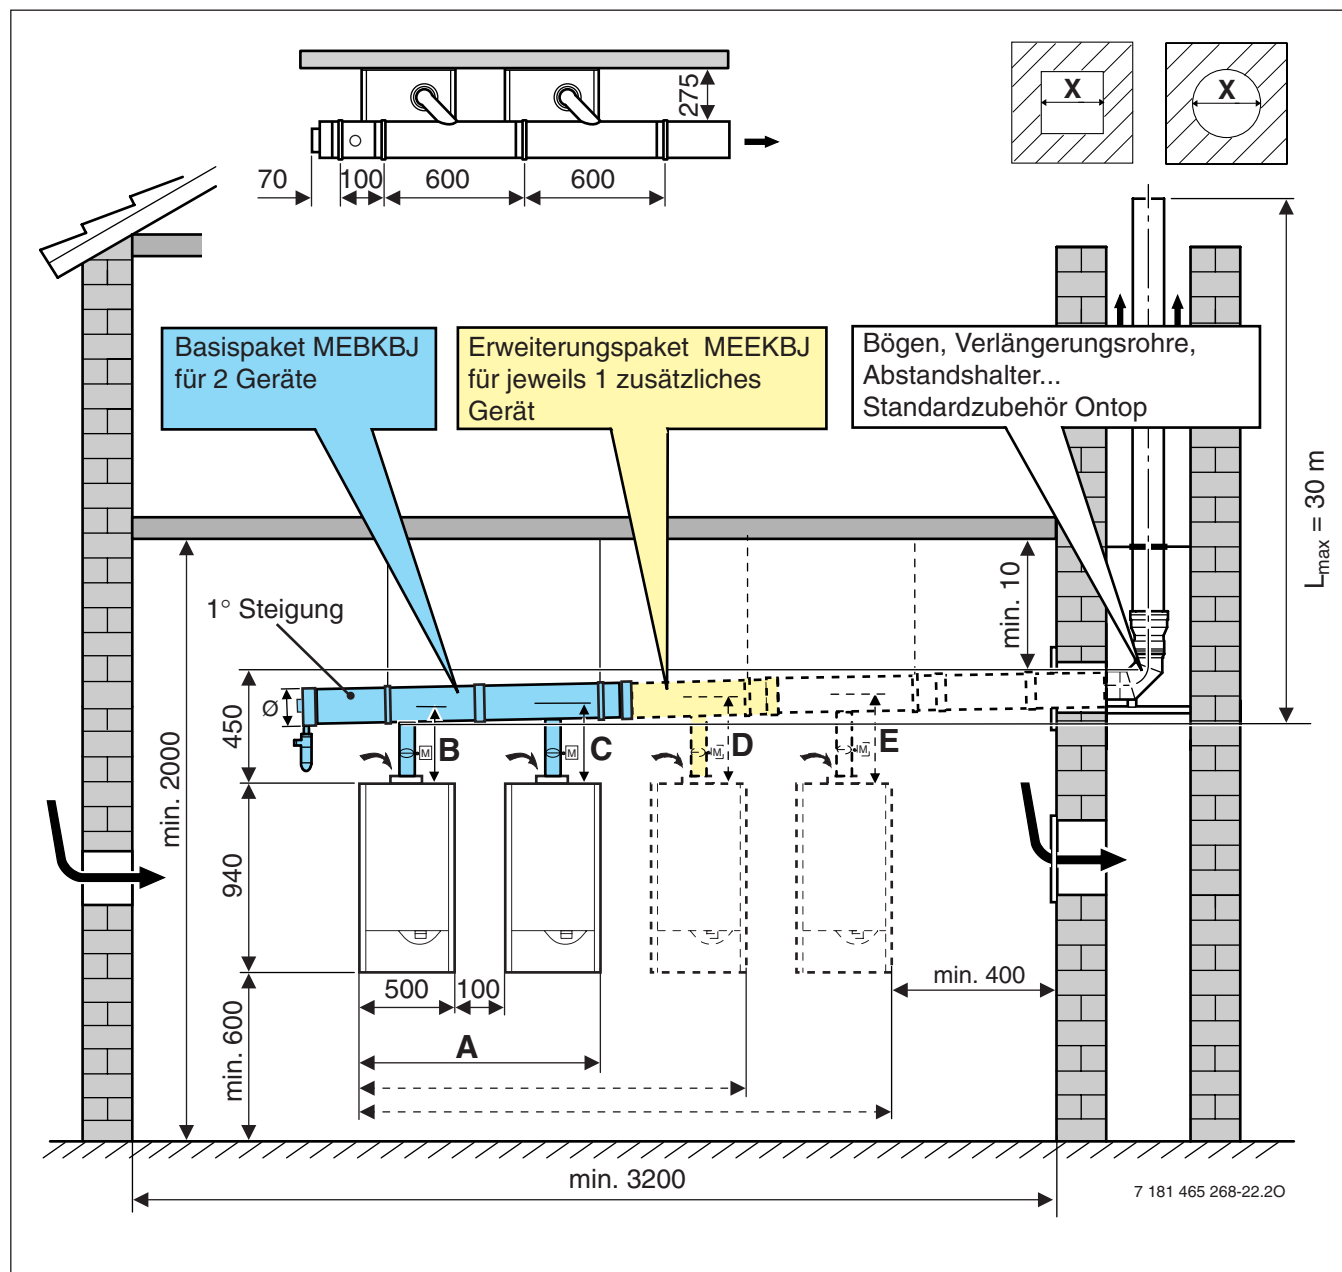 275
X
X
70
100
600
600
Basispaket MEBKBJ
für 2 Geräte
Erweiterungspaket MEEKBJ
für jeweils 1 zusätzliches
Gerät
Bögen, Verlängerungsrohre,
Abstandshalter...
Standardzubehör Ontop
Lmax = 30 m
min. 10
1° Steigung
Ø
450
min. 2000
M
B
M
C
M
D
M
E
940
min. 400
500
100
min. 600
A
min. 3200
7 181 465 268-22.2O